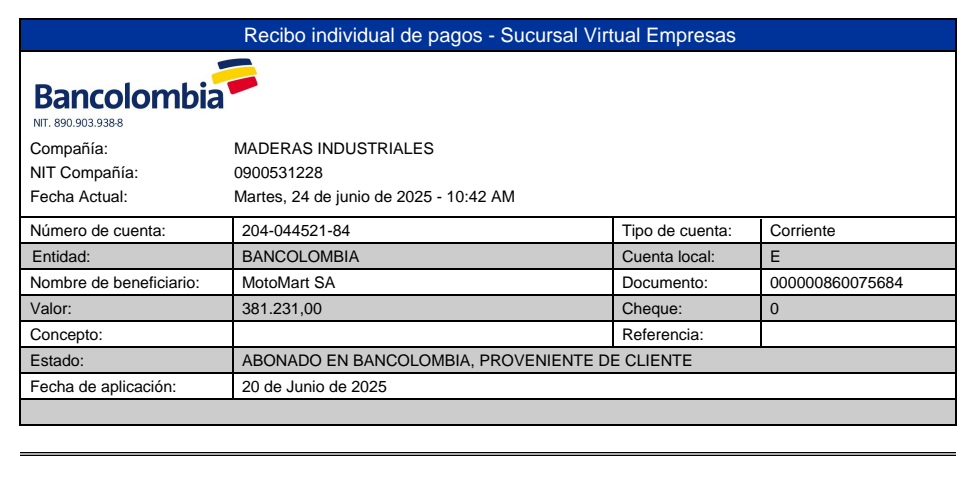 Recibo individual de pagos - Sucursal Virtual Empresas
Bancolombia
NIT. 890.903.938-8
Compañía: MADERAS INDUSTRIALES
NIT Compañía: 0900531228
Fecha Actual: Martes, 24 de junio de 2025 - 10:42 AM
Número de cuenta: 204-044521-84 Tipo de cuenta: Corriente
Entidad: BANCOLOMBIA Cuenta local: E
Nombre de beneficiario: MotoMart SA Documento: 000000860075684
Valor: 381.231,00 Cheque: 0
Concepto: Referencia:
Estado: ABONADO EN BANCOLOMBIA, PROVENIENTE DE CLIENTE
Fecha de aplicación: 20 de Junio de 2025